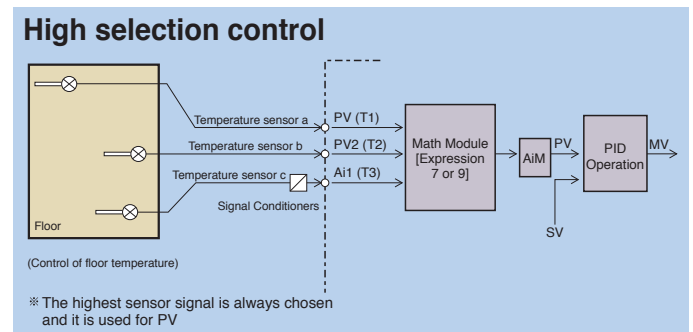 High selection control
Temperature sensor a
PV (T1)
Temperature sensor b
PV2 (T2)
Temperature sensor c
Ai1 (T3)
Signal Conditioners
Math Module
[Expression
7 or 9]
AiM
PV
PID
Operation
MV
SV
Floor
(Control of floor temperature)
※ The highest sensor signal is always chosen
and it is used for PV